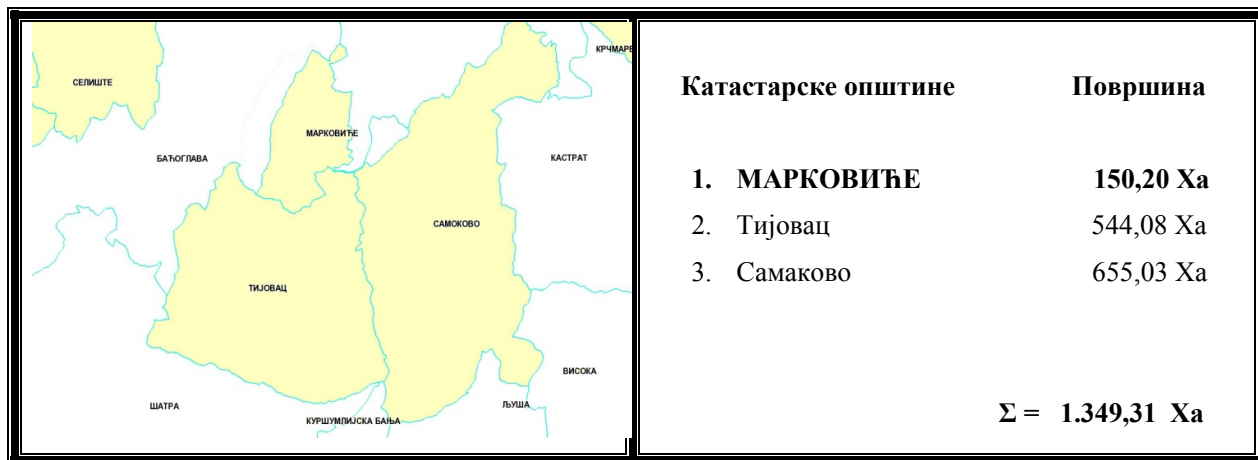 КРЧМАРЕ
СЕЛИШТЕ
МАРКОВИЋЕ
БАЋОГЛАВА
КАСТРАТ
САМОКОВО
ТИЈОВАЦ
ВИСОКА
ШАТРА
ЉУША
КУРШУМЛИЈСКА БАЊА
Катастарске општине Површина
1. МАРКОВИЋЕ 150,20 Ха
2. Тијовац 544,08 Ха
3. Самаково 655,03 Ха
Σ = 1.349,31 Ха